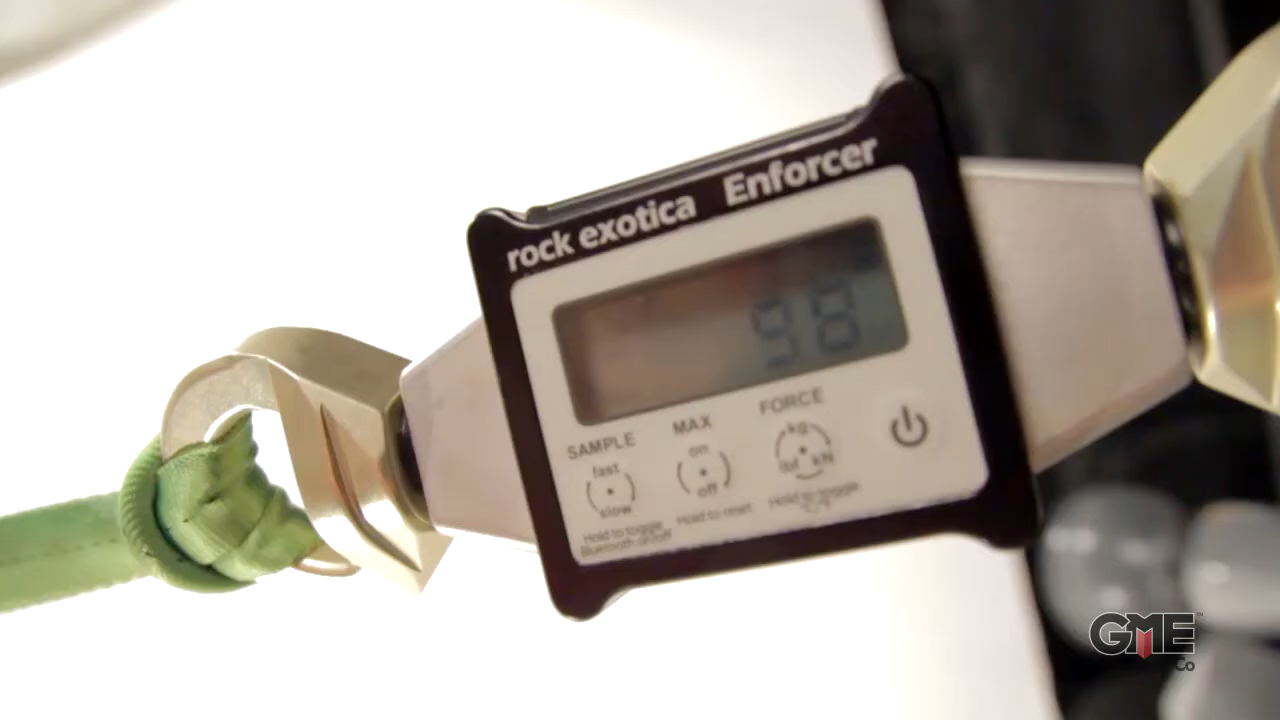 rock exotica Enforcer
98
SAMPLE MAX FORCE
fast on kg
slow off lbf kN
Hold to toggle Hold to reset Hold to toggle
Bluetooth on/off
GME™
Co